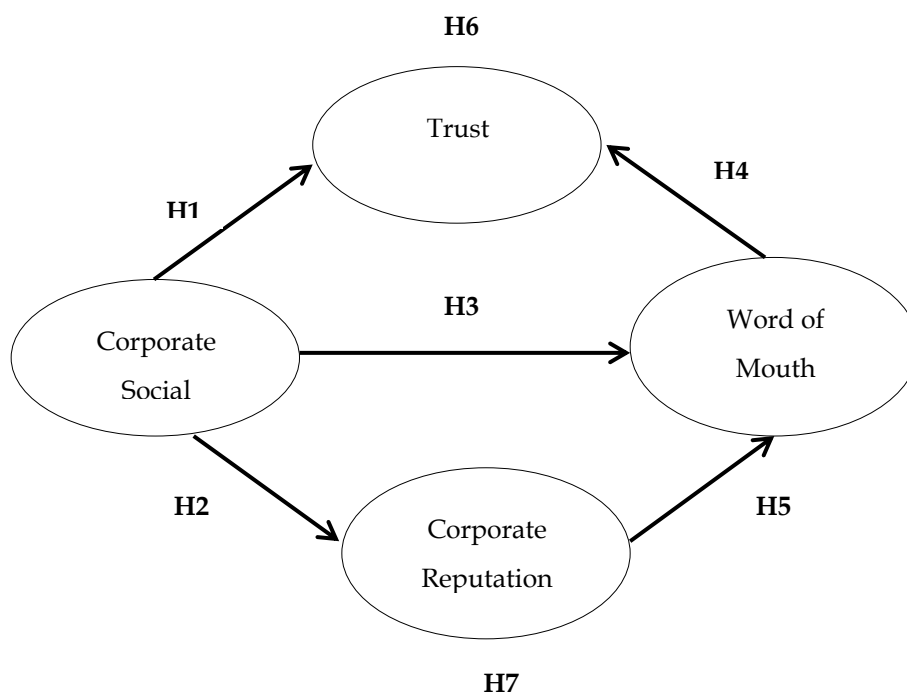 H6
Trust
H4
H1
H3
Word of
Mouth
Corporate
Social
H2
Corporate
Reputation
H5
H7